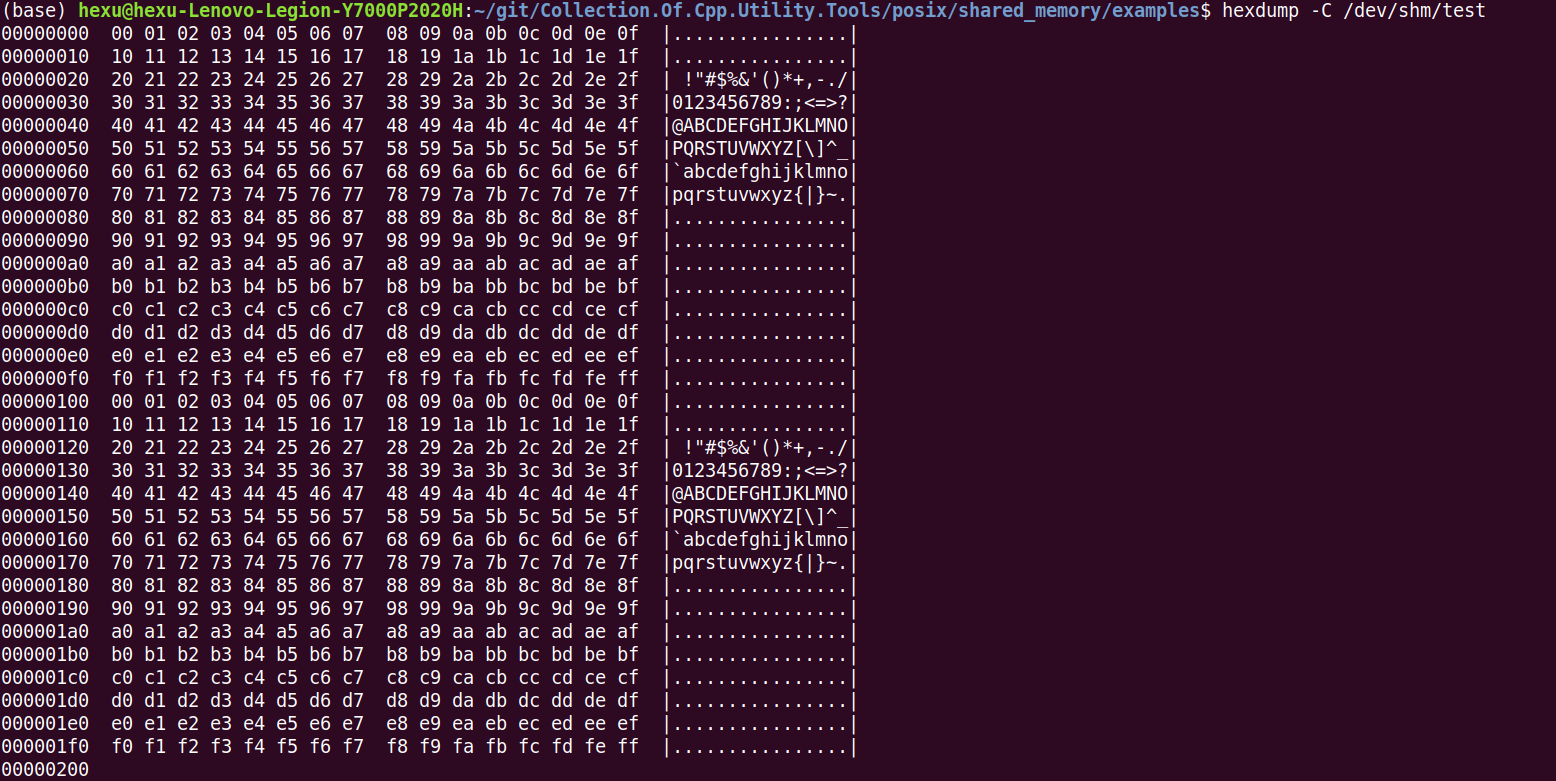 (base) hexu@hexu-Lenovo-Legion-Y7000P2020H:~/git/Collection.Of.Cpp.Utility.Tools/posix/shared_memory/examples$ hexdump -C /dev/shm/test
00000000  00 01 02 03 04 05 06 07  08 09 0a 0b 0c 0d 0e 0f  |................|
00000010  10 11 12 13 14 15 16 17  18 19 1a 1b 1c 1d 1e 1f  |................|
00000020  20 21 22 23 24 25 26 27  28 29 2a 2b 2c 2d 2e 2f  | !"#$%&'()*+,-./|
00000030  30 31 32 33 34 35 36 37  38 39 3a 3b 3c 3d 3e 3f  |0123456789:;<=>?|
00000040  40 41 42 43 44 45 46 47  48 49 4a 4b 4c 4d 4e 4f  |@ABCDEFGHIJKLMNO|
00000050  50 51 52 53 54 55 56 57  58 59 5a 5b 5c 5d 5e 5f  |PQRSTUVWXYZ[\]^_|
00000060  60 61 62 63 64 65 66 67  68 69 6a 6b 6c 6d 6e 6f  |`abcdefghijklmno|
00000070  70 71 72 73 74 75 76 77  78 79 7a 7b 7c 7d 7e 7f  |pqrstuvwxyz{|}~.|
00000080  80 81 82 83 84 85 86 87  88 89 8a 8b 8c 8d 8e 8f  |................|
00000090  90 91 92 93 94 95 96 97  98 99 9a 9b 9c 9d 9e 9f  |................|
000000a0  a0 a1 a2 a3 a4 a5 a6 a7  a8 a9 aa ab ac ad ae af  |................|
000000b0  b0 b1 b2 b3 b4 b5 b6 b7  b8 b9 ba bb bc bd be bf  |................|
000000c0  c0 c1 c2 c3 c4 c5 c6 c7  c8 c9 ca cb cc cd ce cf  |................|
000000d0  d0 d1 d2 d3 d4 d5 d6 d7  d8 d9 da db dc dd de df  |................|
000000e0  e0 e1 e2 e3 e4 e5 e6 e7  e8 e9 ea eb ec ed ee ef  |................|
000000f0  f0 f1 f2 f3 f4 f5 f6 f7  f8 f9 fa fb fc fd fe ff  |................|
00000100  00 01 02 03 04 05 06 07  08 09 0a 0b 0c 0d 0e 0f  |................|
00000110  10 11 12 13 14 15 16 17  18 19 1a 1b 1c 1d 1e 1f  |................|
00000120  20 21 22 23 24 25 26 27  28 29 2a 2b 2c 2d 2e 2f  | !"#$%&'()*+,-./|
00000130  30 31 32 33 34 35 36 37  38 39 3a 3b 3c 3d 3e 3f  |0123456789:;<=>?|
00000140  40 41 42 43 44 45 46 47  48 49 4a 4b 4c 4d 4e 4f  |@ABCDEFGHIJKLMNO|
00000150  50 51 52 53 54 55 56 57  58 59 5a 5b 5c 5d 5e 5f  |PQRSTUVWXYZ[\]^_|
00000160  60 61 62 63 64 65 66 67  68 69 6a 6b 6c 6d 6e 6f  |`abcdefghijklmno|
00000170  70 71 72 73 74 75 76 77  78 79 7a 7b 7c 7d 7e 7f  |pqrstuvwxyz{|}~.|
00000180  80 81 82 83 84 85 86 87  88 89 8a 8b 8c 8d 8e 8f  |................|
00000190  90 91 92 93 94 95 96 97  98 99 9a 9b 9c 9d 9e 9f  |................|
000001a0  a0 a1 a2 a3 a4 a5 a6 a7  a8 a9 aa ab ac ad ae af  |................|
000001b0  b0 b1 b2 b3 b4 b5 b6 b7  b8 b9 ba bb bc bd be bf  |................|
000001c0  c0 c1 c2 c3 c4 c5 c6 c7  c8 c9 ca cb cc cd ce cf  |................|
000001d0  d0 d1 d2 d3 d4 d5 d6 d7  d8 d9 da db dc dd de df  |................|
000001e0  e0 e1 e2 e3 e4 e5 e6 e7  e8 e9 ea eb ec ed ee ef  |................|
000001f0  f0 f1 f2 f3 f4 f5 f6 f7  f8 f9 fa fb fc fd fe ff  |................|
00000200